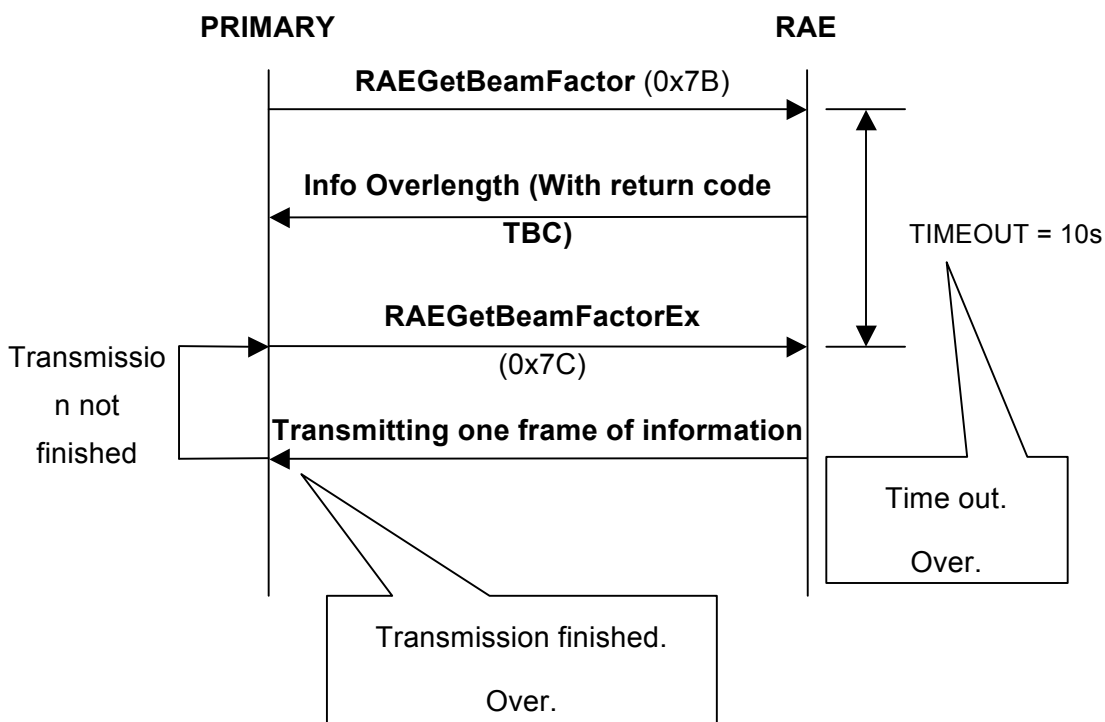 PRIMARY RAE
RAEGetBeamFactor (0x7B)
Info Overlength (With return code
TBC)
TIMEOUT = 10s
RAEGetBeamFactorEx
(0x7C)
Transmissio
n not
finished
Transmitting one frame of information
Time out.
Over.
Transmission finished.
Over.